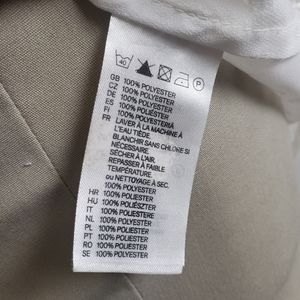 40
P
GB 100% POLYESTER
CZ 100% POLYESTER
DE 100% POLYESTER
ES 100% POLIÉSTER
FI 100% POLYESTERIÄ
FR 100% POLYESTER
LAVER À LA MACHINE À
L'EAU TIÈDE.
BLANCHIR SANS CHLORE SI
NÉCESSAIRE.
SÉCHER À L'AIR.
REPASSER À FAIBLE
TEMPÉRATURE
OU NETTOYAGE À SEC.
HR 100% POLIESTER
HU 100% POLIÉSZTER
IT 100% POLIESTERE
NL 100% POLYESTER
PL 100% POLIESTER
PT 100% POLIÉSTER
RO 100% POLIESTER
SE 100% POLYESTER